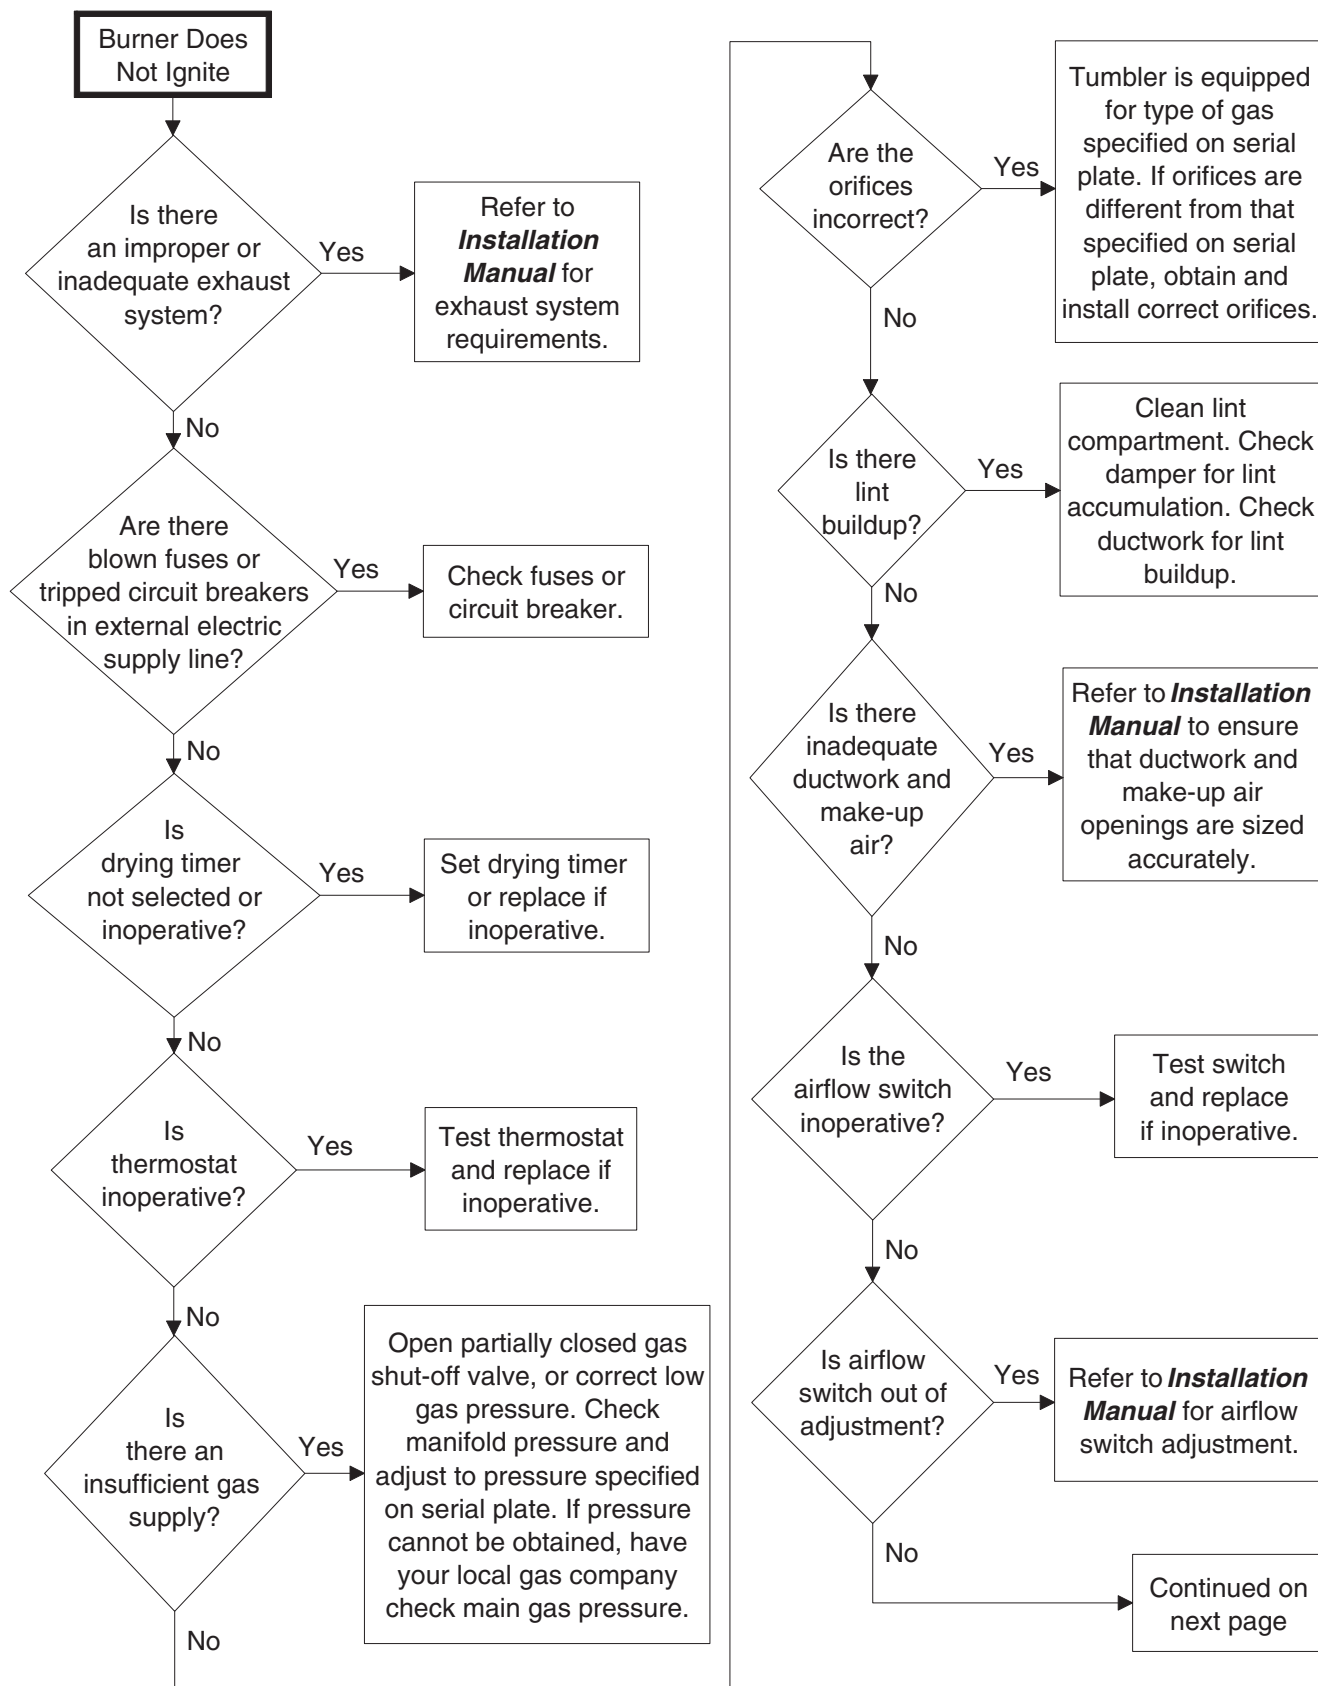 Burner Does
Not Ignite
Is there
an improper or
inadequate exhaust
system?
Yes
Refer to
Installation
Manual for
exhaust system
requirements.
No
Are there
blown fuses or
tripped circuit breakers
in external electric
supply line?
Yes
Check fuses or
circuit breaker.
No
Is
drying timer
not selected or
inoperative?
Yes
Set drying timer
or replace if
inoperative.
No
Is
thermostat
inoperative?
Yes
Test thermostat
and replace if
inoperative.
No
Is
there an
insufficient gas
supply?
Yes
Open partially closed gas
shut-off valve, or correct low
gas pressure. Check
manifold pressure and
adjust to pressure specified
on serial plate. If pressure
cannot be obtained, have
your local gas company
check main gas pressure.
No
Are the
orifices
incorrect?
Yes
Tumbler is equipped
for type of gas
specified on serial
plate. If orifices are
different from that
specified on serial
plate, obtain and
install correct orifices.
No
Is there
lint
buildup?
Yes
Clean lint
compartment. Check
damper for lint
accumulation. Check
ductwork for lint
buildup.
No
Is there
inadequate
ductwork and
make-up
air?
Yes
Refer to Installation
Manual to ensure
that ductwork and
make-up air
openings are sized
accurately.
No
Is the
airflow switch
inoperative?
Yes
Test switch
and replace
if inoperative.
No
Is airflow
switch out of
adjustment?
Yes
Refer to Installation
Manual for airflow
switch adjustment.
No
Continued on
next page